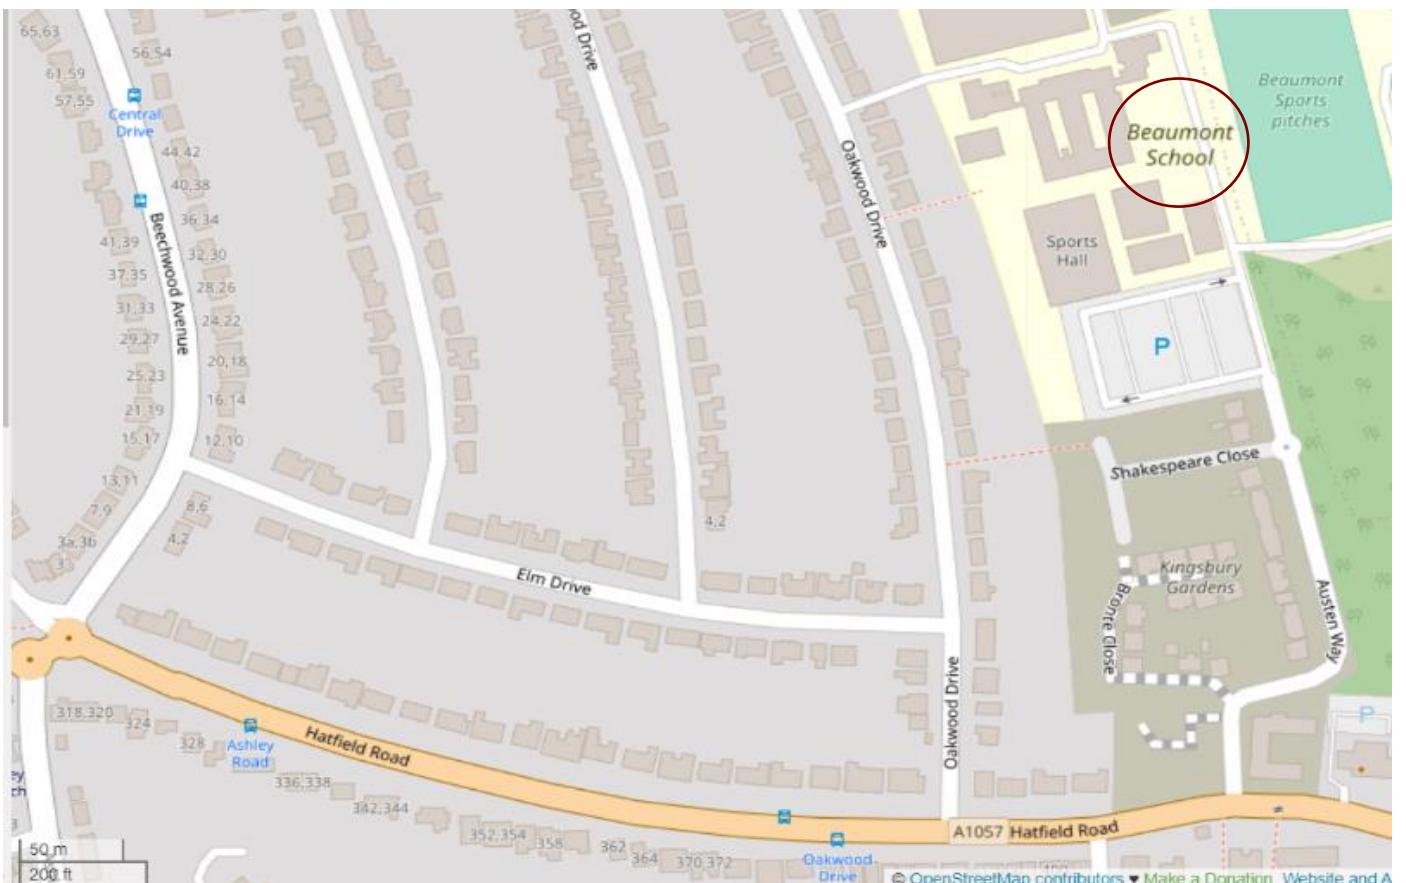 65,63
56,54
61,59
57,55
Central
Drive
44,42
40,38
36,34
41,39
32,30
37,35
28,26
31,33
24,22
29,27
20,18
25,23
16,14
21,19
15,17
12,10
13,11
7,9
8,6
3a,3b
4,2
3
Beechwood Avenue
Drive
Oakwood Drive
Beaumont
School
Beaumont
Sports
pitches
Sports
Hall
P
Shakespeare Close
4,2
Elm Drive
Kingsbury
Gardens
Bronte Close
Austen Way
Oakwood Drive
P
318,320
324
328
Ashley
Road
Hatfield Road
336,338
342,344
352,354
358
362
364
370,372
Oakwood
Drive
A1057
Hatfield Road
50 m
200 ft
© OpenStreetMap contributors ♥ Make a Donation. Website and A